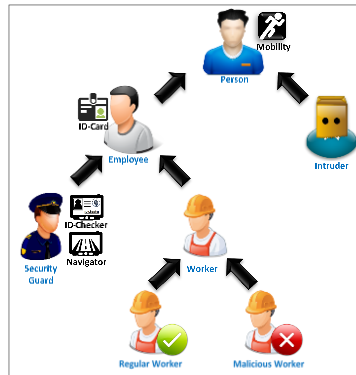 Mobility
Person
ID-Card
Employee
Intruder
ID-Checker
Navigator
Security
Guard
Worker
Regular Worker
Malicious Worker